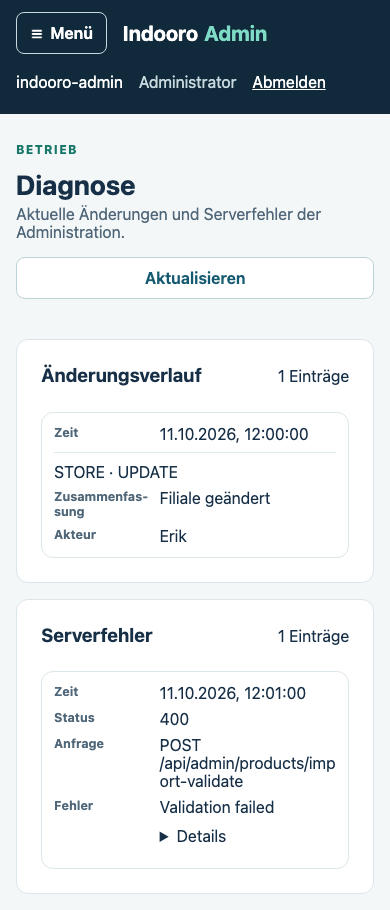 ≡ Menü
Indooro Admin
indooro-admin Administrator Abmelden
BETRIEB
Diagnose
Aktuelle Änderungen und Serverfehler der
Administration.
Aktualisieren
Änderungsverlauf 1 Einträge
Zeit 11.10.2026, 12:00:00
STORE · UPDATE
Zusammenfas-
sung
Filiale geändert
Akteur Erik
Serverfehler 1 Einträge
Zeit 11.10.2026, 12:01:00
Status 400
Anfrage POST
/api/admin/products/imp
ort-validate
Fehler Validation failed
▶ Details